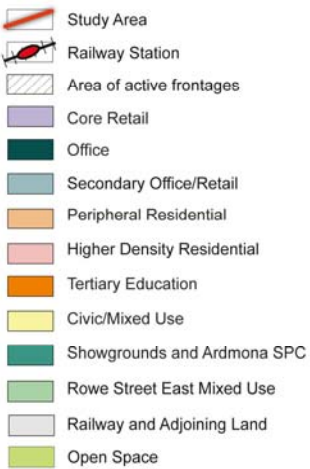 Study Area
Railway Station
Area of active frontages
Core Retail
Office
Secondary Office/Retail
Peripheral Residential
Higher Density Residential
Tertiary Education
Civic/Mixed Use
Showgrounds and Ardmona SPC
Rowe Street East Mixed Use
Railway and Adjoining Land
Open Space